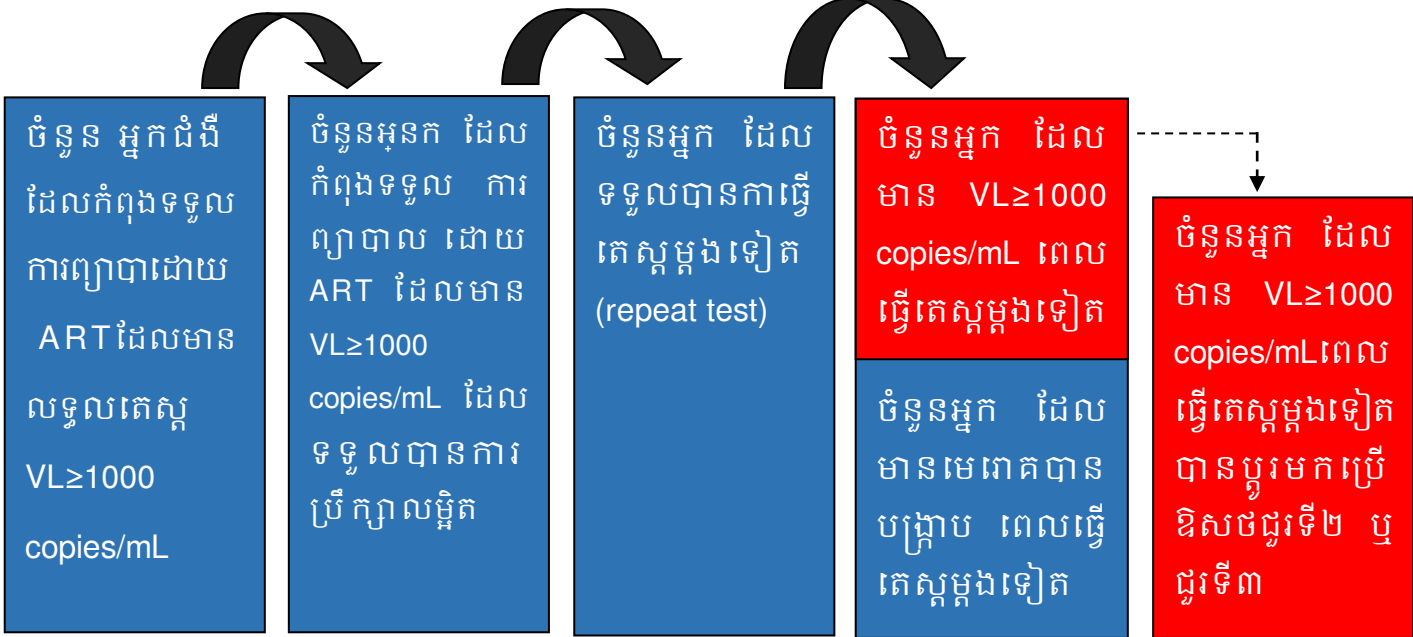 ចំនួន អ្នកជំងឺ
ដែលកំពុងទទួល
ការព្យាបាដោយ
ARTដែលមាន
លទ្ធលតេស្ត
VL≥1000
copies/mL
ចំនួនអ្នក ដែល
កំពុងទទួល ការ
ព្យាបាល ដោយ
ART ដែលមាន
VL≥1000
copies/mL ដែល
ទទួលបានការ
ប្រឹក្សាលម្អិត
ចំនួនអ្នក ដែល
ទទួលបានកាធ្វើ
តេស្តម្តងទៀត
(repeat test)
ចំនួនអ្នក ដែល
មាន VL≥1000
copies/mL ពេល
ធ្វើតេស្តម្តងទៀត
ចំនួនអ្នក ដែល
មានមេរោគបាន
បង្ក្រាប ពេលធ្វើ
តេស្តម្តងទៀត
ចំនួនអ្នក ដែល
មាន VL≥1000
copies/mLពេល
ធ្វើតេស្តម្តងទៀត
បានប្តូរមកប្រើ
ឱសថជួរទី២ ឬ
ជួរទី៣